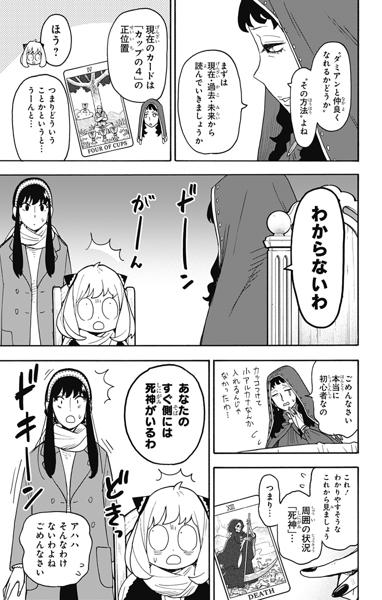 "ダミアンと仲良く
なれるかどうか"
"その方法"よね
まずは
現在・過去・未来から
読んでいきましょうか
現在のカードは
「カップの4」の
正位置
IV
FOUR OF CUPS
ほう？
つまりどういう
ことかというと…
うーんと…
わからないわ
がーん
ごめんなさい
本当に
初心者なの
カッコつけて
小アルカナなんか
入れるんじゃ
なかったわ…
あなたの
すぐ側には
死神がいるわ
ドキーン
これ！
わかりやすそうな
これから見ましょう
周囲の状況
「死神」
つまり…
XIII
DEATH
どきっ
アハハ
そんなわけ
ないわよね
ごめんなさい